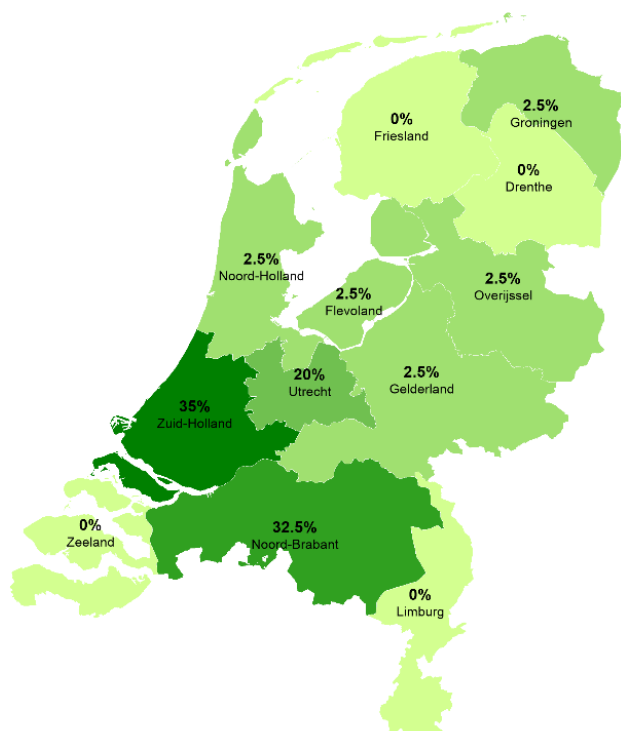 2.5%
Groningen
0%
Friesland
0%
Drenthe
2.5%
Noord-Holland
2.5%
Flevoland
2.5%
Overijssel
20%
Utrecht
2.5%
Gelderland
35%
Zuid-Holland
32.5%
Noord-Brabant
0%
Zeeland
0%
Limburg